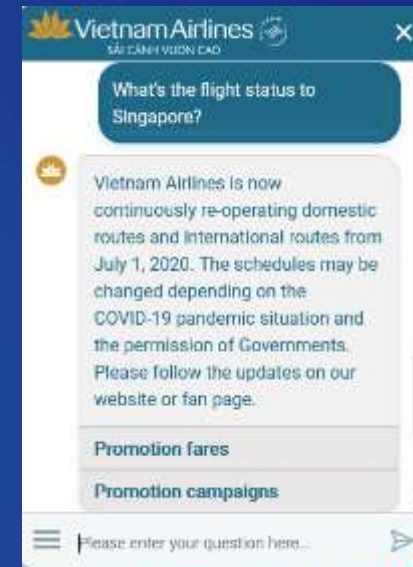 Vietnam Airlines
SẢI CÁNH VƯƠN CAO
What's the flight status to
Singapore?
Vietnam Airlines is now
continuously re-operating domestic
routes and international routes from
July 1, 2020. The schedules may be
changed depending on the
COVID-19 pandemic situation and
the permission of Governments.
Please follow the updates on our
website or fan page.
Promotion fares
Promotion campaigns
Please enter your question here...